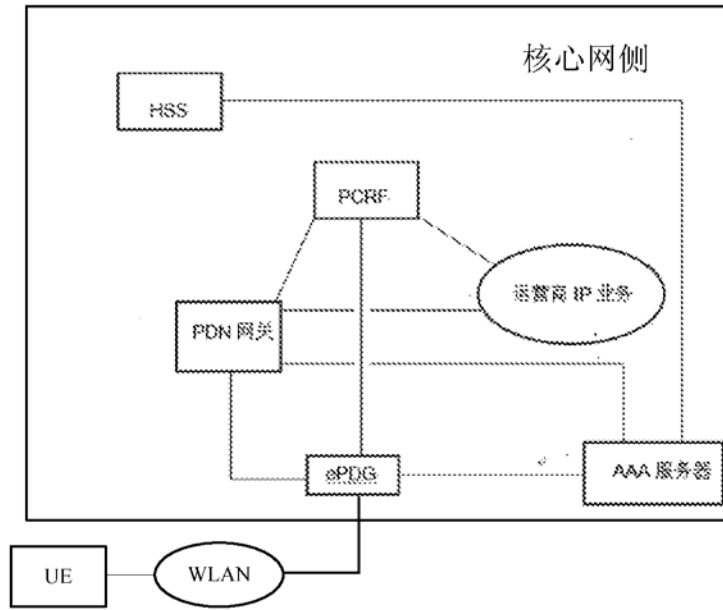 核心网侧
HSS
PCRF
运营商 IP 业务
PDN 网关
ePDG
AAA 服务器
UE
WLAN